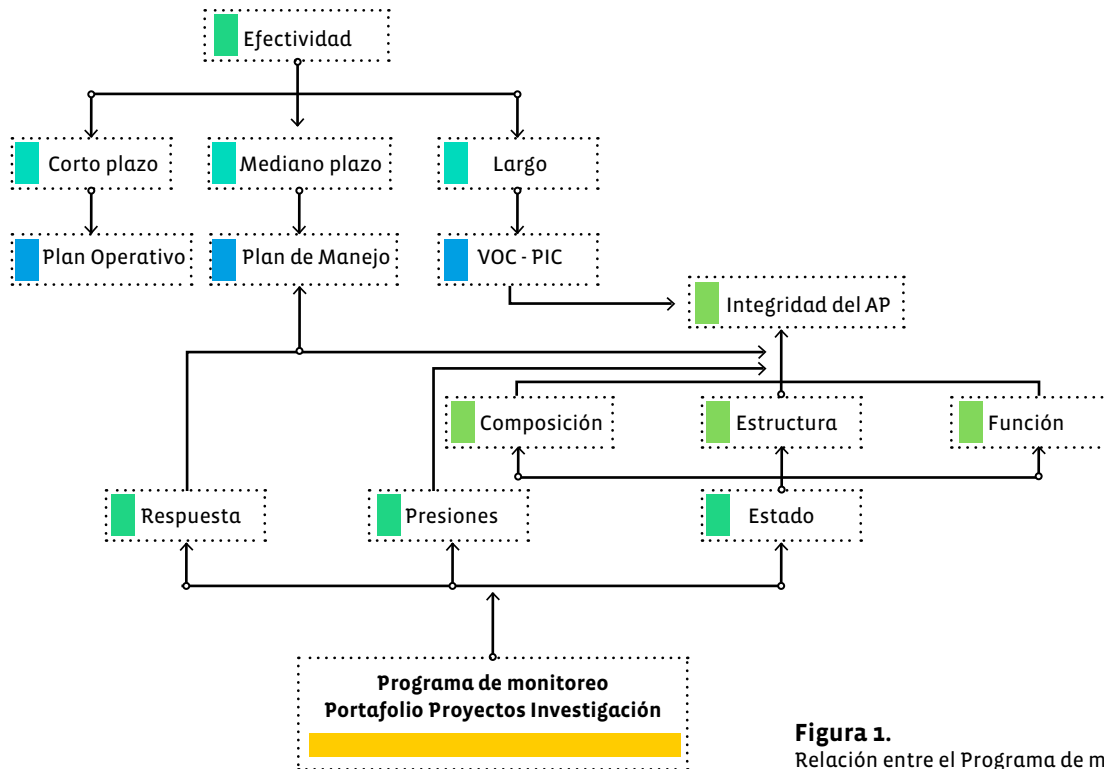 Efectividad
Corto plazo
Mediano plazo
Largo
Plan Operativo
Plan de Manejo
VOC - PIC
Integridad del AP
Composición
Estructura
Función
Respuesta
Presiones
Estado
Programa de monitoreo
Portafolio Proyectos Investigación
Figura 1.
Relación entre el Programa de m